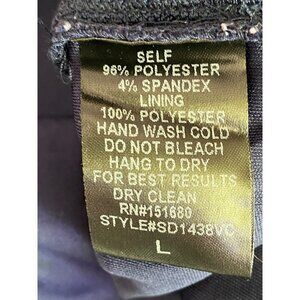 SELF
96% POLYESTER
4% SPANDEX
LINING
100% POLYESTER
HAND WASH COLD
DO NOT BLEACH
HANG TO DRY
FOR BEST RESULTS
DRY CLEAN
RN#151680
STYLE#SD1438VC
L